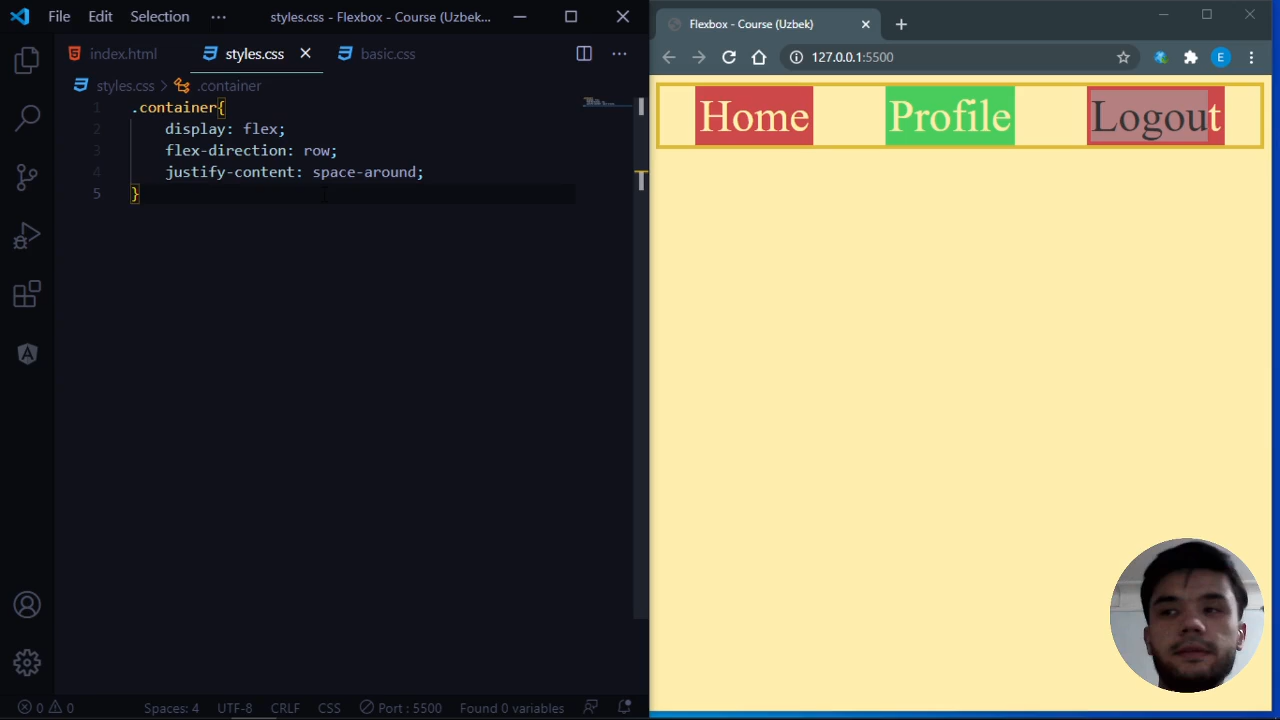 File Edit Selection ··· styles.css - Flexbox - Course (Uzbek...
index.html styles.css basic.css ···
styles.css > .container
1 .container{
2 display: flex;
3 flex-direction: row;
4 justify-content: space-around;
5 }
0 0 Spaces: 4 UTF-8 CRLF CSS Port : 5500 Found 0 variables
Flexbox - Course (Uzbek)
127.0.0.1:5500 E
Home Profile Logout